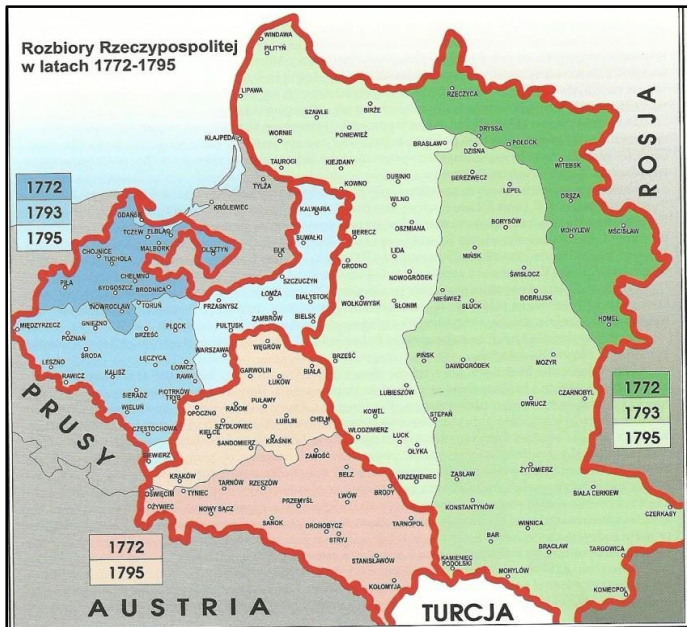 Rozbiory Rzeczypospolitej
w latach 1772-1795
WINDAWA
PILITYŃ
LIPAWA
SZAWLE
BIRŻE
WORNIE
PONIEWIEŻ
KŁAJPEDA
TAUROGI
KIEJDANY
TYLŻA
KOWNO
RZECZYCA
DRYSSA
BRASŁAW
DZISNA
POŁOCK
WITEBSK
DUBINKI
BEREZWECZ
LEPEL
ORSZA
WILNO
MŚCISŁAW
ROSJA
1772
1793
1795
KRÓLEWIEC
KALWARIA
GDAŃSK
TCZEW
ELBLĄG
MALBORK
OLSZTYN
SUWAŁKI
MERECZ
OSZMIANA
BORYSÓW
MOHYLEW
CHOJNICE
TUCHOLA
EŁK
LIDA
MIŃSK
GRODNO
NOWOGRÓDEK
ŚWISŁOCZ
PIŁA
CHEŁMNO
BYDGOSZCZ
BRODNICA
SZCZUCZYN
NIEŚWIEŻ
BOBRUJSK
INOWROCŁAW
TORUŃ
PRZASNYSZ
ŁOMŻA
BIAŁYSTOK
WOŁKOWYSK
SŁONIM
SŁUCK
MIĘDZYRZECZ
GNIEZNO
ZAMBRÓW
HOMEL
POZNAŃ
BRZEŚĆ
PŁOCK
PUŁTUSK
BIELSK
ŚRODA
WĘGRÓW
LESZNO
ŁĘCZYCA
WARSZAWA
BRZEŚĆ
PIŃSK
DAWIDGRÓDEK
MOZYR
KALISZ
ŁOWICZ
GARWOLIN
BIAŁA
RAWICZ
RAWA
ŁUKÓW
1772
1793
1795
SIERADZ
PIOTRKÓW
TRYB.
OPOCZNO
PUŁAWY
LUBIESZÓW
CZARNOBYL
WIELUŃ
RADOM
KOWEL
STEPAŃ
OWRUCZ
SZYDŁOWIEC
LUBLIN
CHEŁM
PRUSY
CZĘSTOCHOWA
KIELCE
KRAŚNIK
WŁODZIMIERZ
ŁUCK
SANDOMIERZ
OŁYKA
SIEWIERZ
ZAMOŚĆ
ŻYTOMIERZ
KRAKÓW
BEŁZ
KRZEMIENIEC
ZASŁAW
OŚWIĘCIM
TYNIEC
TARNÓW
RZESZÓW
BRODY
BIAŁA CERKIEW
ŻYWIEC
PRZEMYŚL
LWÓW
KONSTANTYNÓW
CZERKASY
NOWY SĄCZ
SANOK
DROHOBYCZ
TARNOPOL
WINNICA
STRYJ
BAR
BRACŁAW
TARGOWICA
1772
1795
STANISŁAWÓW
KAMIENIEC
PODOLSKI
MOHYLÓW
KOŁOMYJA
KONIECPOL
AUSTRIA
TURCJA